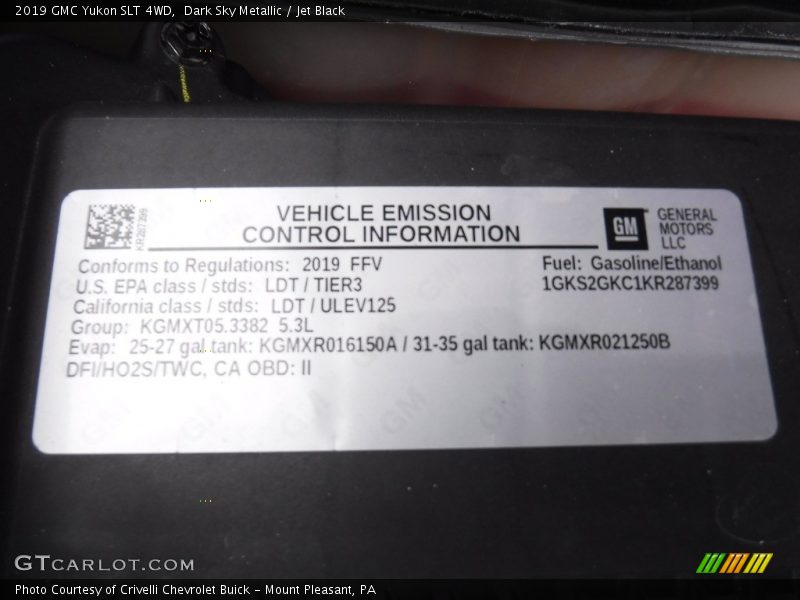 2019 GMC Yukon SLT 4WD,  Dark Sky Metallic / Jet Black
KR287399
VEHICLE EMISSION
CONTROL INFORMATION
GM
GENERAL
MOTORS
LLC
Conforms to Regulations: 2019 FFV
Fuel: Gasoline/Ethanol
U.S. EPA class / stds: LDT / TIER3
1GKS2GKC1KR287399
California class / stds: LDT / ULEV125
Group: KGMXT05.3382 5.3L
Evap: 25-27 gal tank: KGMXR016150A / 31-35 gal tank: KGMXR021250B
DFI/HO2S/TWC, CA OBD: II
GTCARLOT.COM
Photo Courtesy of Crivelli Chevrolet Buick – Mount Pleasant, PA